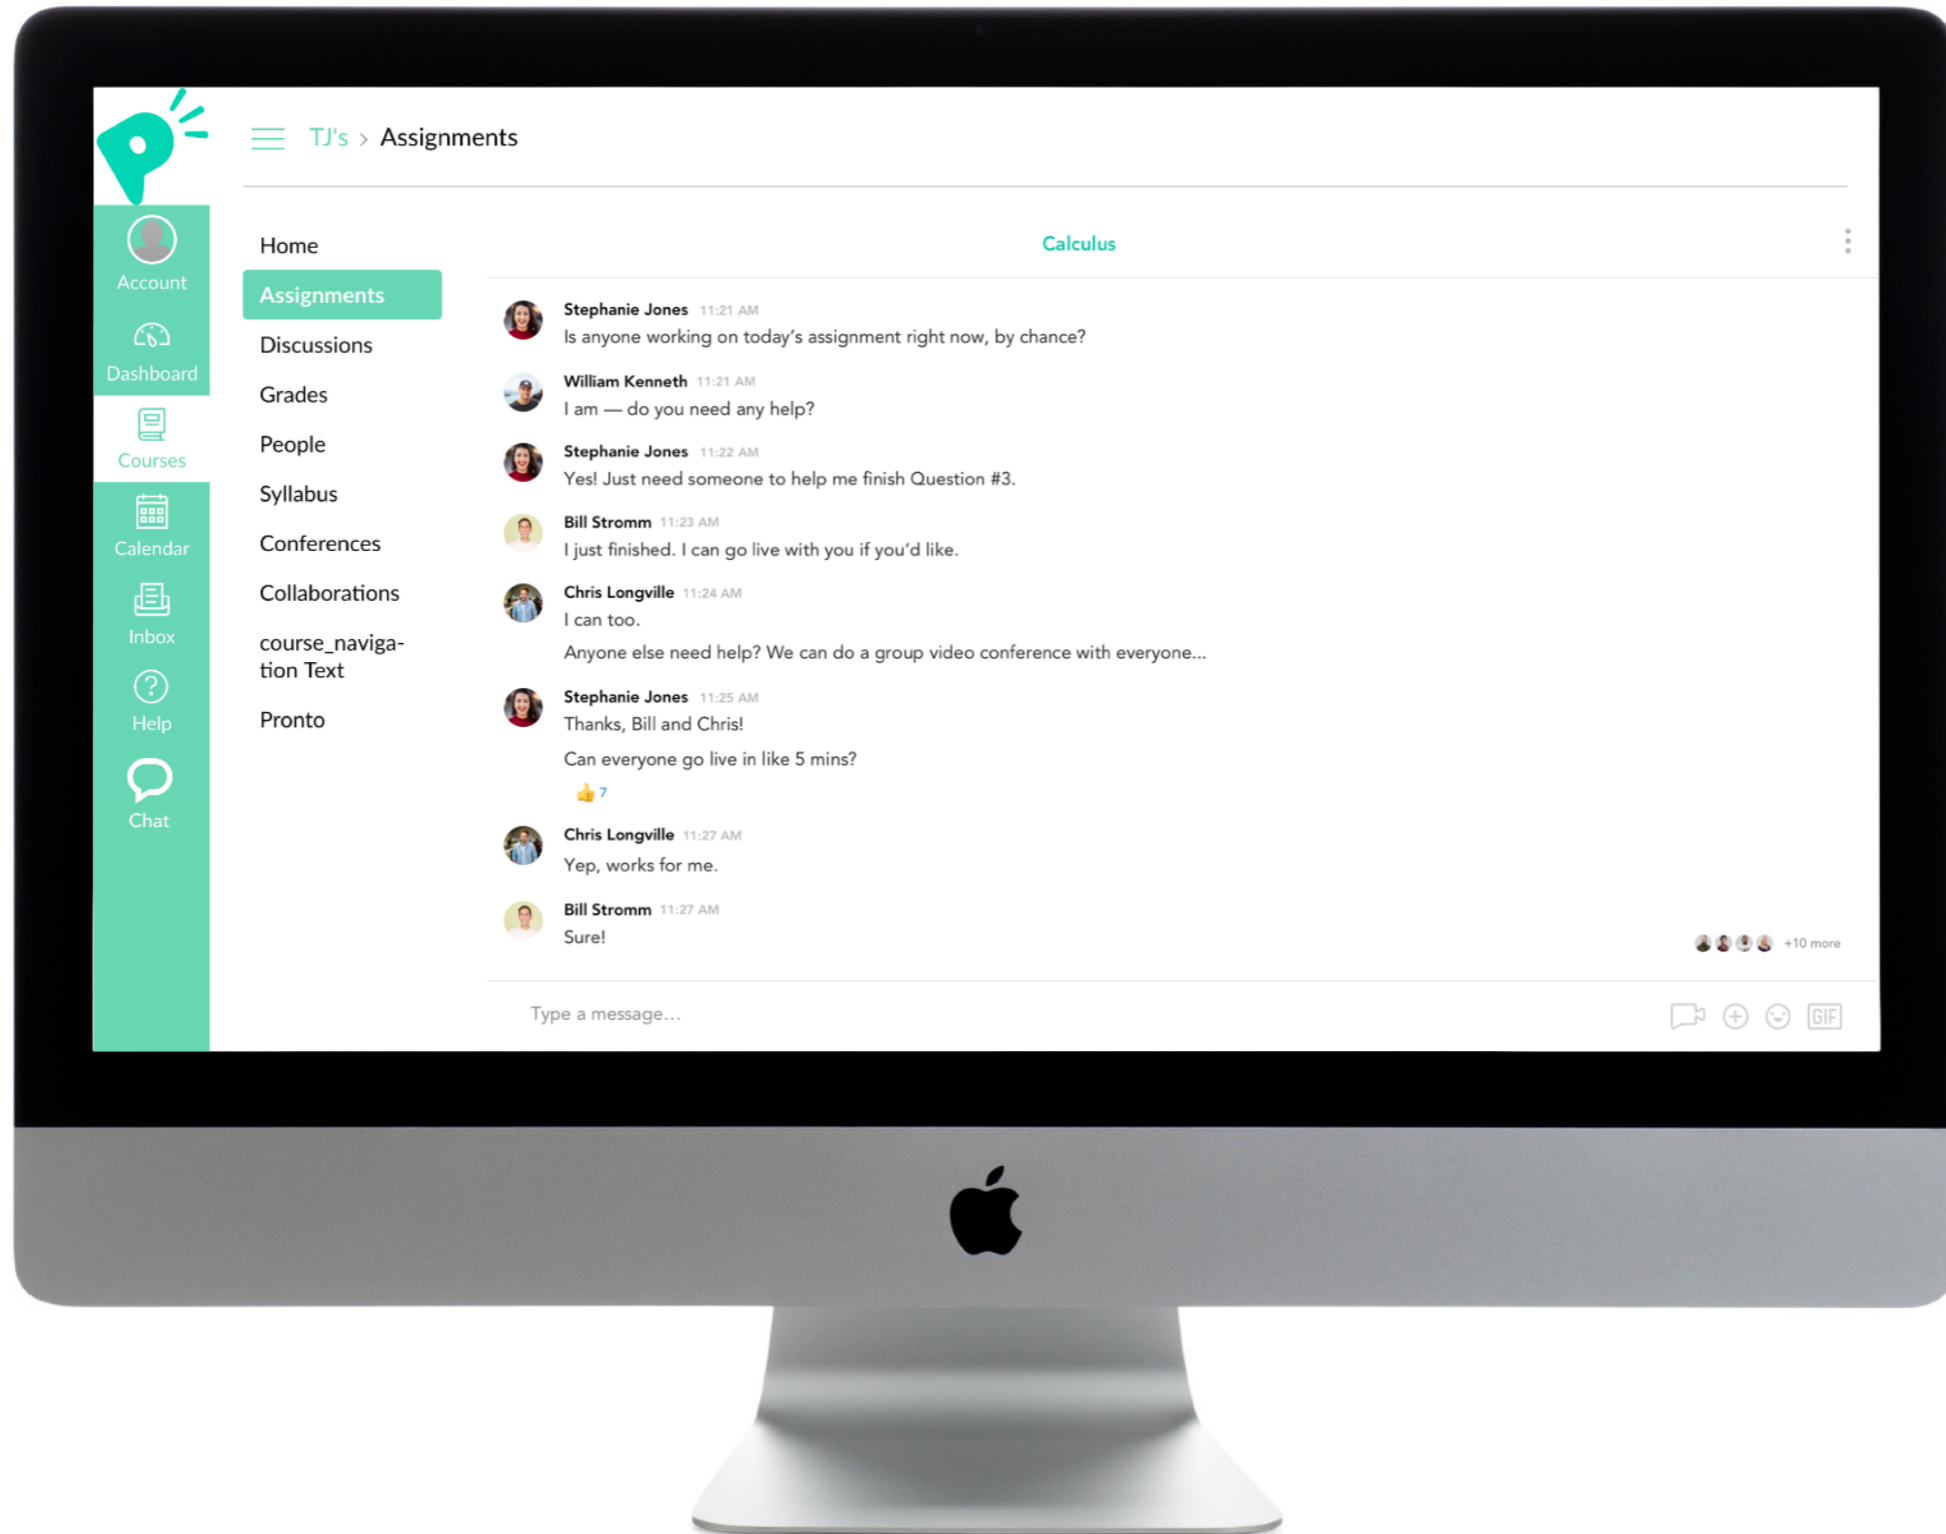 TJ's > Assignments
Account
Dashboard
Courses
Calendar
Inbox
Help
Chat
Home
Assignments
Discussions
Grades
People
Syllabus
Conferences
Collaborations
course_naviga-
tion Text
Pronto
Calculus
Stephanie Jones 11:21 AM
Is anyone working on today's assignment right now, by chance?
William Kenneth 11:21 AM
I am — do you need any help?
Stephanie Jones 11:22 AM
Yes! Just need someone to help me finish Question #3.
Bill Stromm 11:23 AM
I just finished. I can go live with you if you'd like.
Chris Longville 11:24 AM
I can too.
Anyone else need help? We can do a group video conference with everyone...
Stephanie Jones 11:25 AM
Thanks, Bill and Chris!
Can everyone go live in like 5 mins?
👍 7
Chris Longville 11:27 AM
Yep, works for me.
Bill Stromm 11:27 AM
Sure!
+10 more
Type a message...
GIF